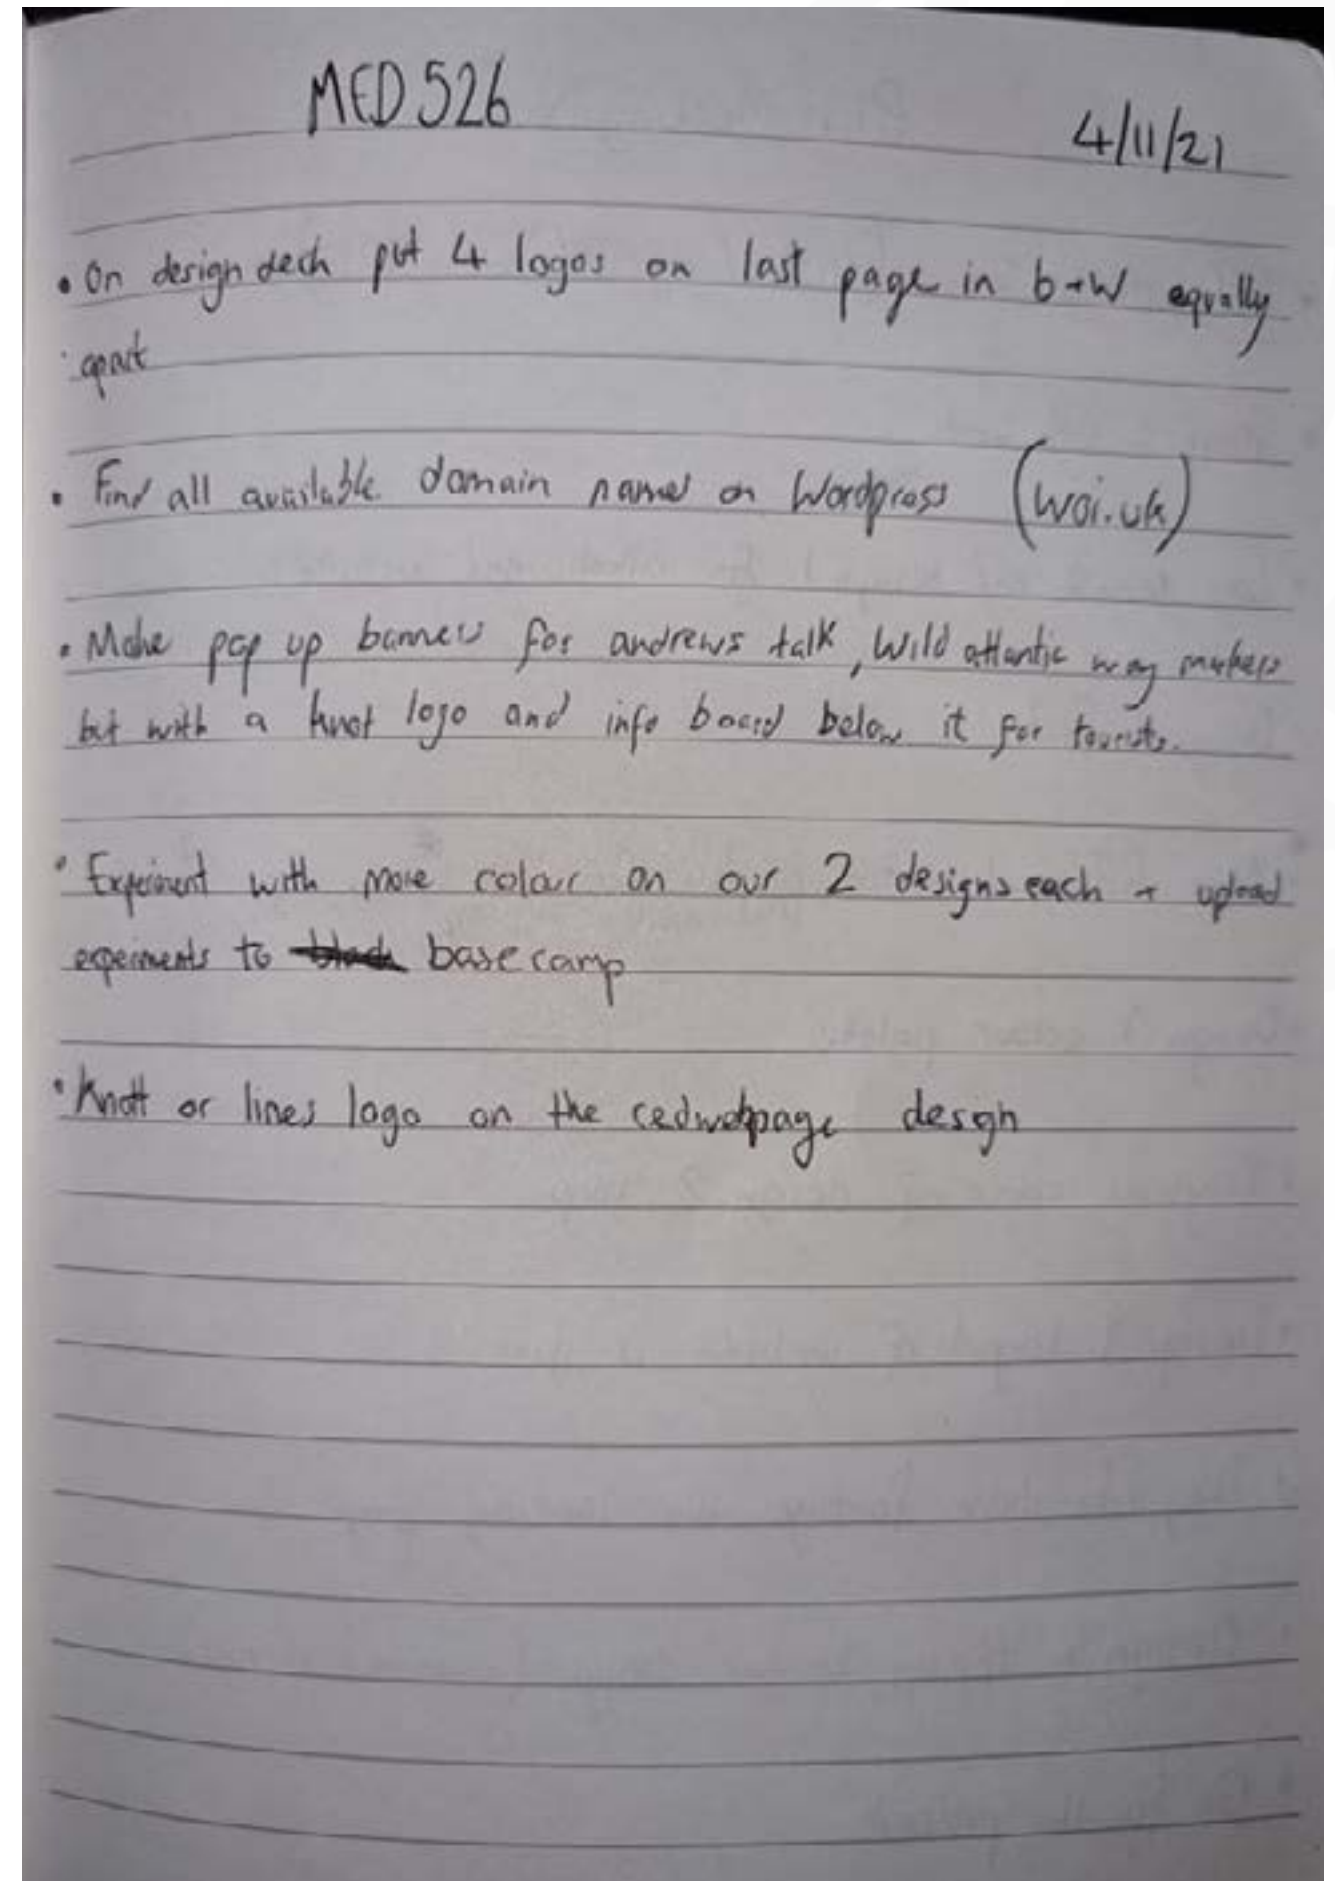 MED 526
4/11/21
• On design deck put 4 logos on last page in b+W equally
apart
• Find all available domain names on Wordpress (woi.uk)
• Make pop up banners for andrews talk, Wild atlantic way markers
but with a knot logo and info board below it for tourists.
• Experiment with more colour on our 2 designs each + upload
experiments to basecamp
• Knott or lines logo on the cedwebpage desgn